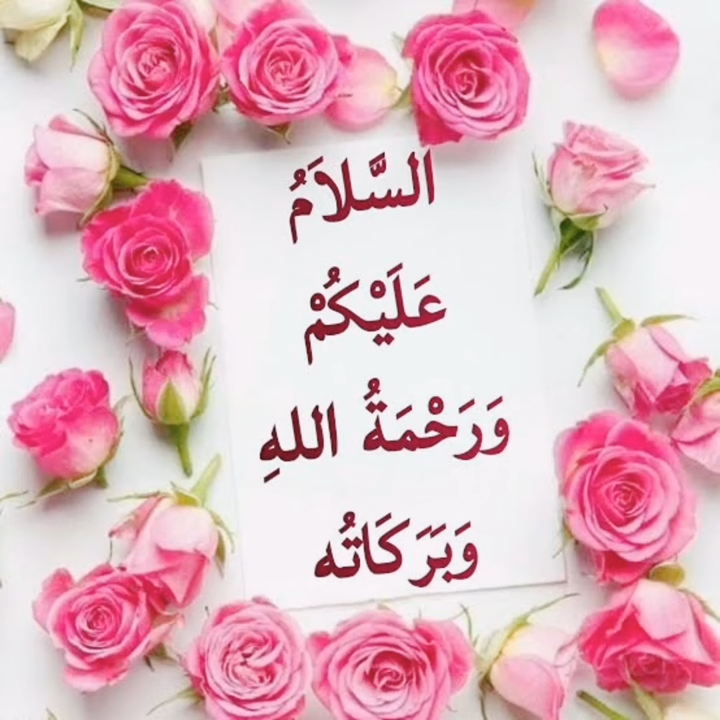 السَّلاَمُ
عَلَيْكُمْ
وَرَحْمَةُ اللهِ
وَبَرَكَاتُه